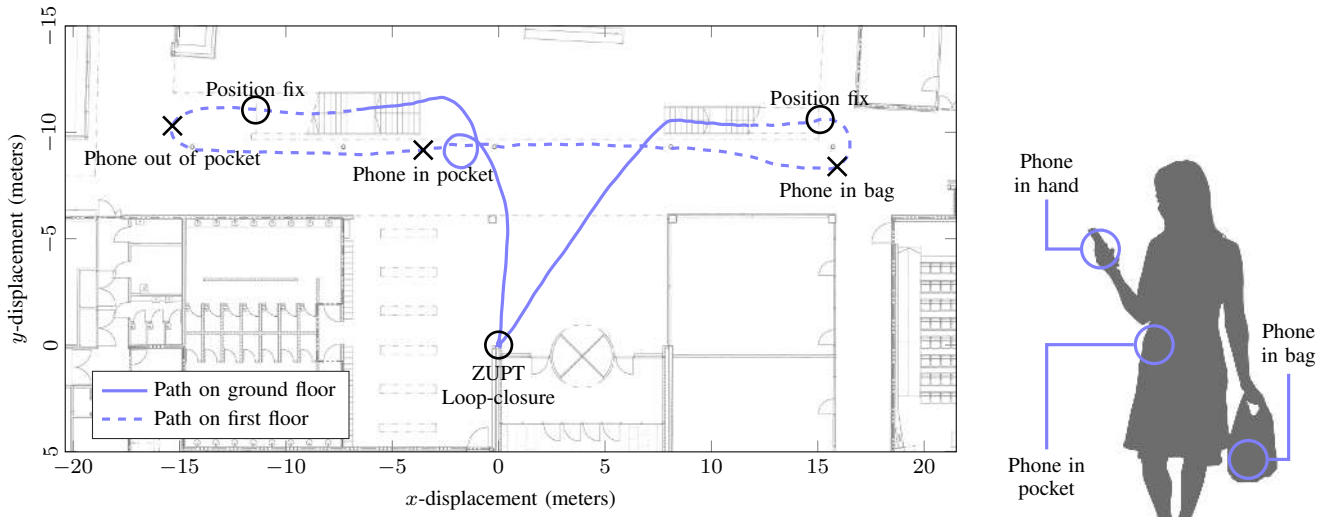 −15
−10
−5
0
5
y-displacement (meters)
Position fix
Position fix
Phone out of pocket
Phone in pocket
Phone in bag
ZUPT
Loop-closure
Path on ground floor
Path on first floor
−20
−15
−10
−5
0
5
10
15
20
x-displacement (meters)
Phone
in hand
Phone
in bag
Phone in
pocket